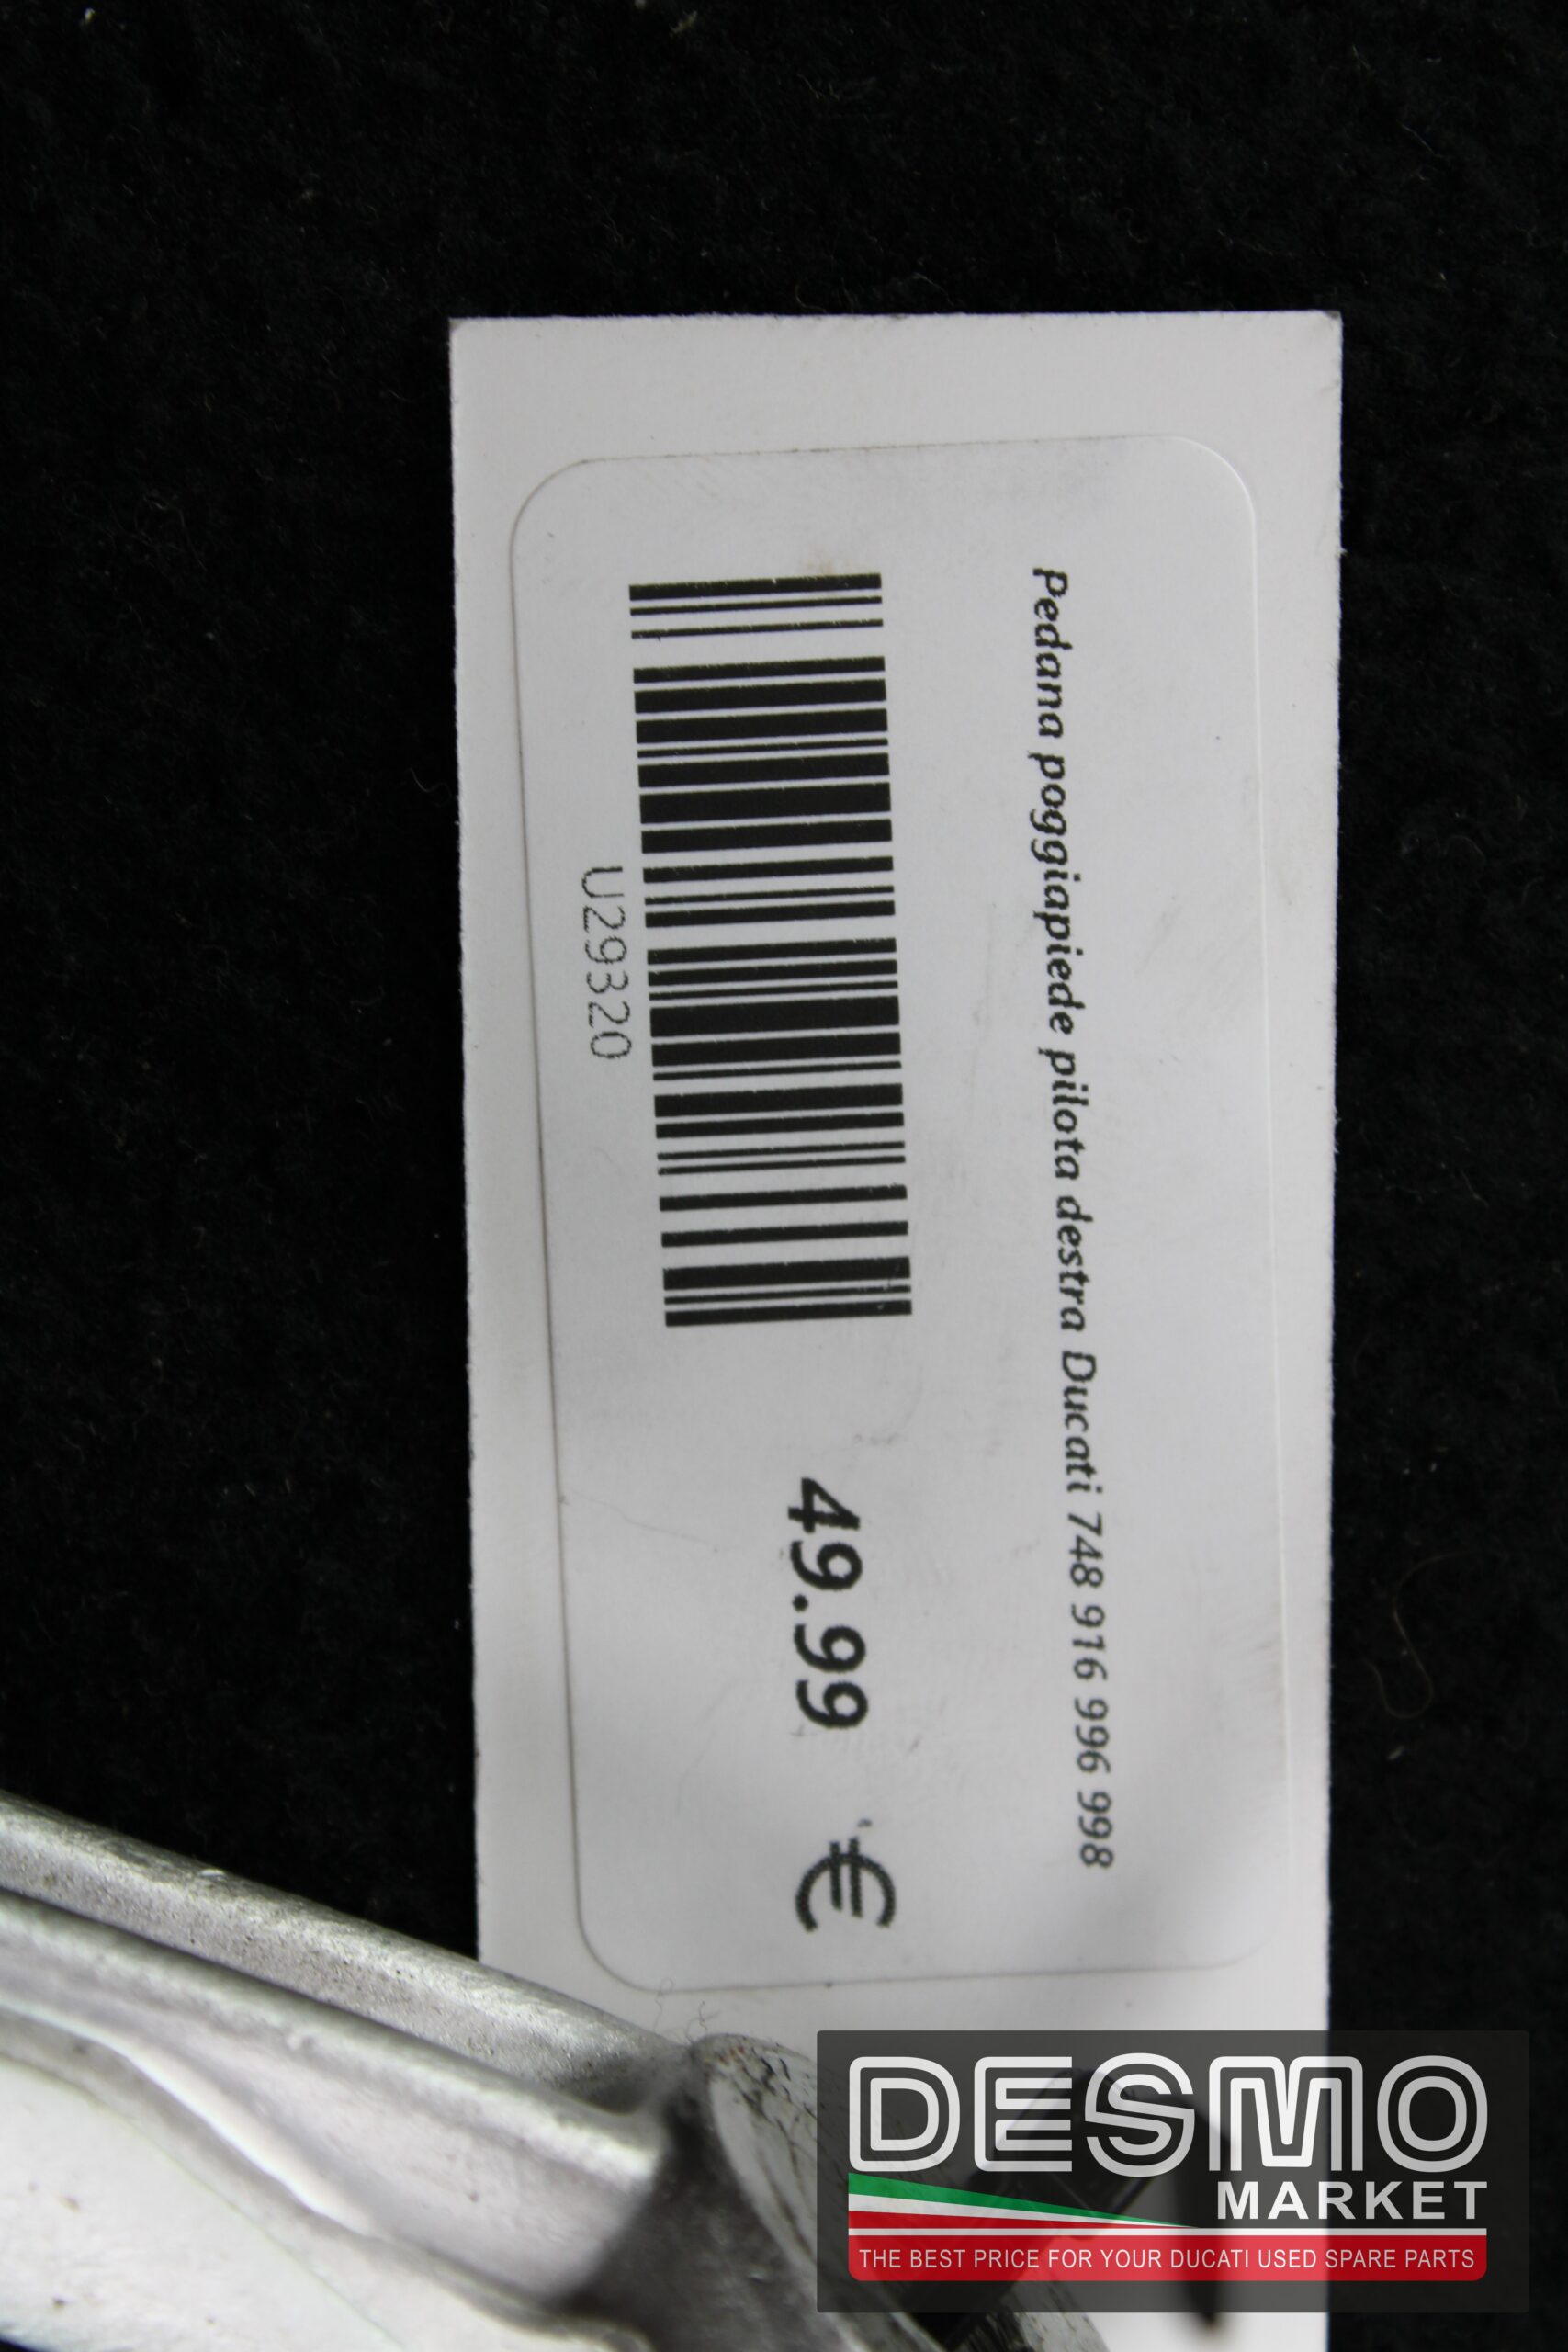 Pedana poggiapiede pilota destra Ducati 748 916 996 998
49.99 €
U29320
DESMO
MARKET
THE BEST PRICE FOR YOUR DUCATI USED SPARE PARTS